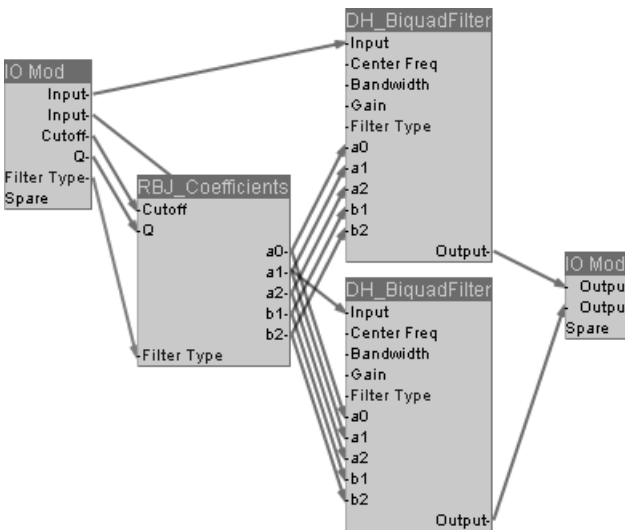 IO Mod
Input
Input
Cutoff
Q
Filter Type
Spare
RBJ_Coefficients
Cutoff
Q
a0
a1
a2
b1
b2
Filter Type
DH_BiquadFilter
Input
Center Freq
Bandwidth
Gain
Filter Type
a0
a1
a2
b1
b2
Output
DH_BiquadFilter
Input
Center Freq
Bandwidth
Gain
Filter Type
a0
a1
a2
b1
b2
Output
IO Mod
Outpu
Outpu
Spare